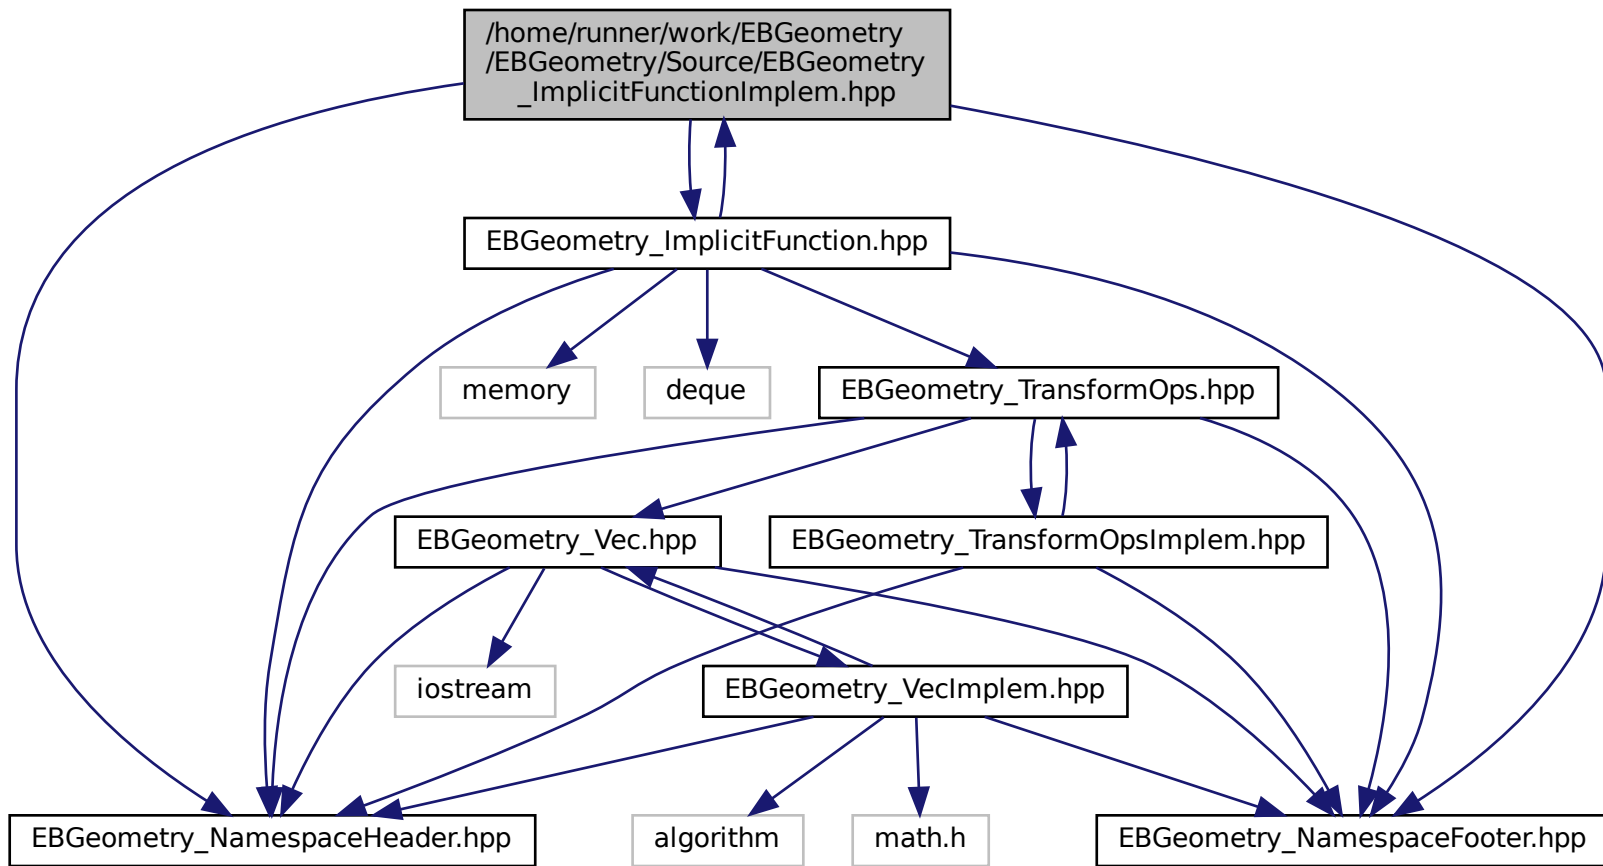 /home/runner/work/EBGeometry
/EBGeometry/Source/EBGeometry
_ImplicitFunctionImplem.hpp
EBGeometry_ImplicitFunction.hpp
memory
deque
EBGeometry_TransformOps.hpp
EBGeometry_Vec.hpp
EBGeometry_TransformOpsImplem.hpp
iostream
EBGeometry_VecImplem.hpp
EBGeometry_NamespaceHeader.hpp
algorithm
math.h
EBGeometry_NamespaceFooter.hpp